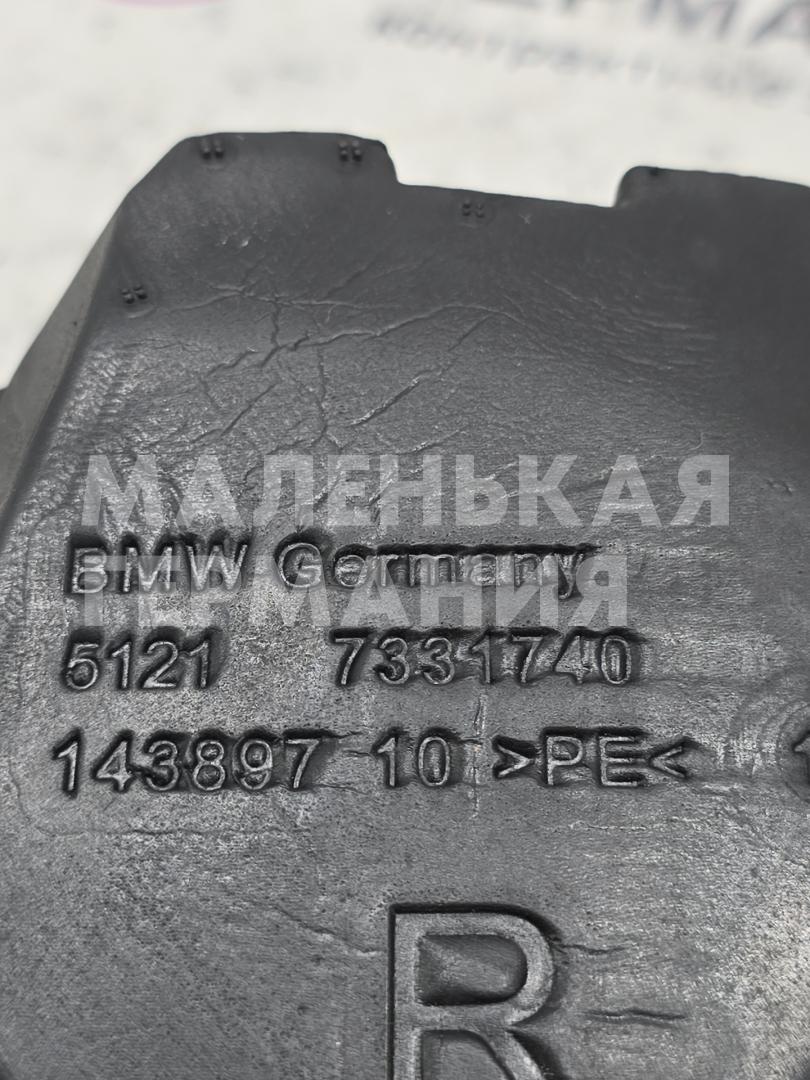 МАЛЕНЬКАЯ
BMW Germany
ГЕРМАНИЯ
5121 7331740
143897 10 >PE<
R